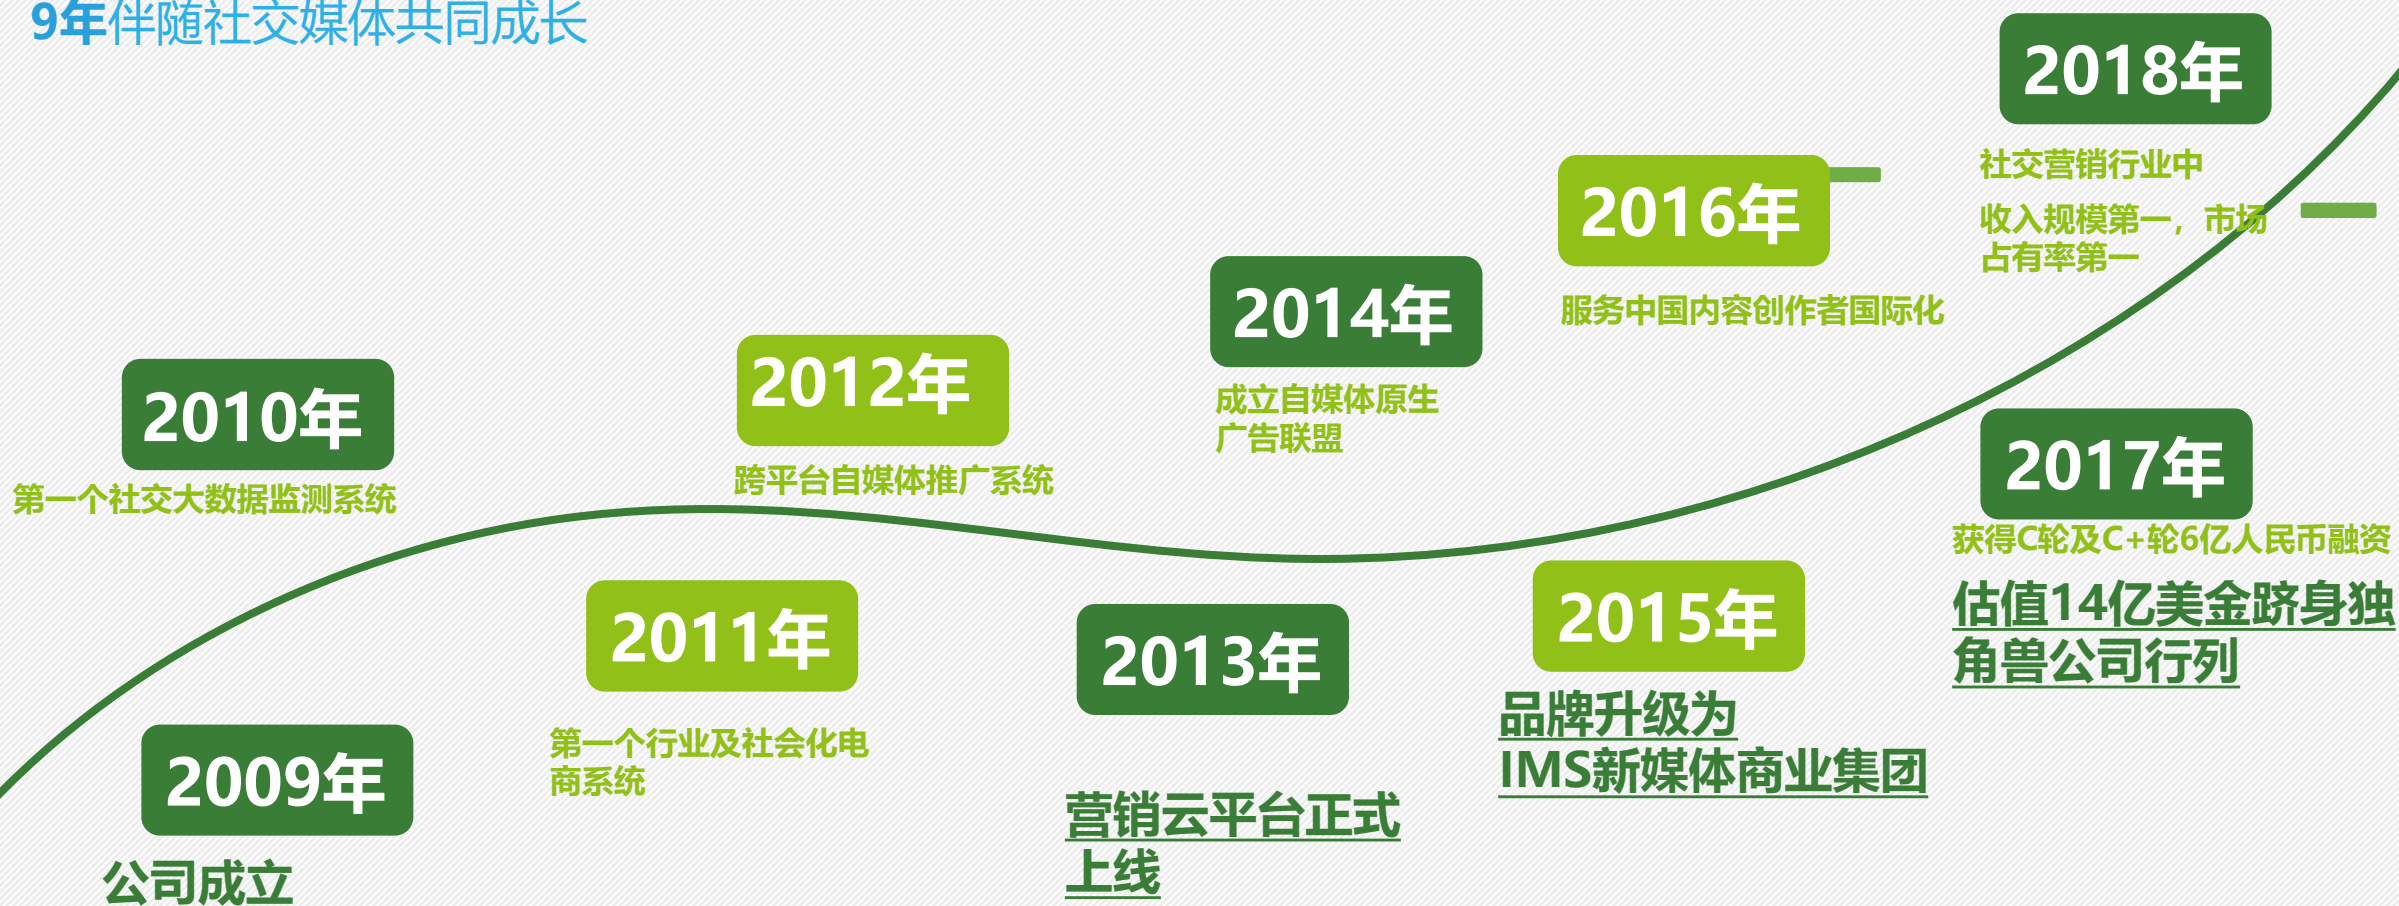 9年伴随社交媒体共同成长
2018年
社交营销行业中
收入规模第一，市场
占有率第一
2016年
服务中国内容创作者国际化
2014年
成立自媒体原生
广告联盟
2012年
跨平台自媒体推广系统
2010年
第一个社交大数据监测系统
2017年
获得C轮及C+轮6亿人民币融资
估值14亿美金跻身独
角兽公司行列
2015年
品牌升级为
IMS新媒体商业集团
2013年
营销云平台正式
上线
2011年
第一个行业及社会化电
商系统
2009年
公司成立